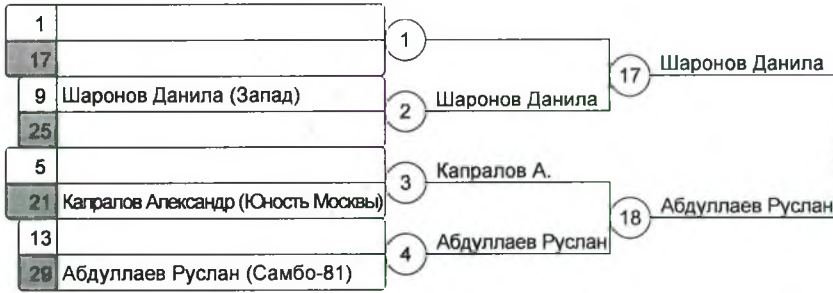 1
17
1
17 Шаронов Данила
9 Шаронов Данила (Запад)
25
2 Шаронов Данила
5
21 Капралов Александр (Юность Москвы)
3 Капралов А.
18 Абдуллаев Руслан
13
29 Абдуллаев Руслан (Самбо-81)
4 Абдуллаев Руслан